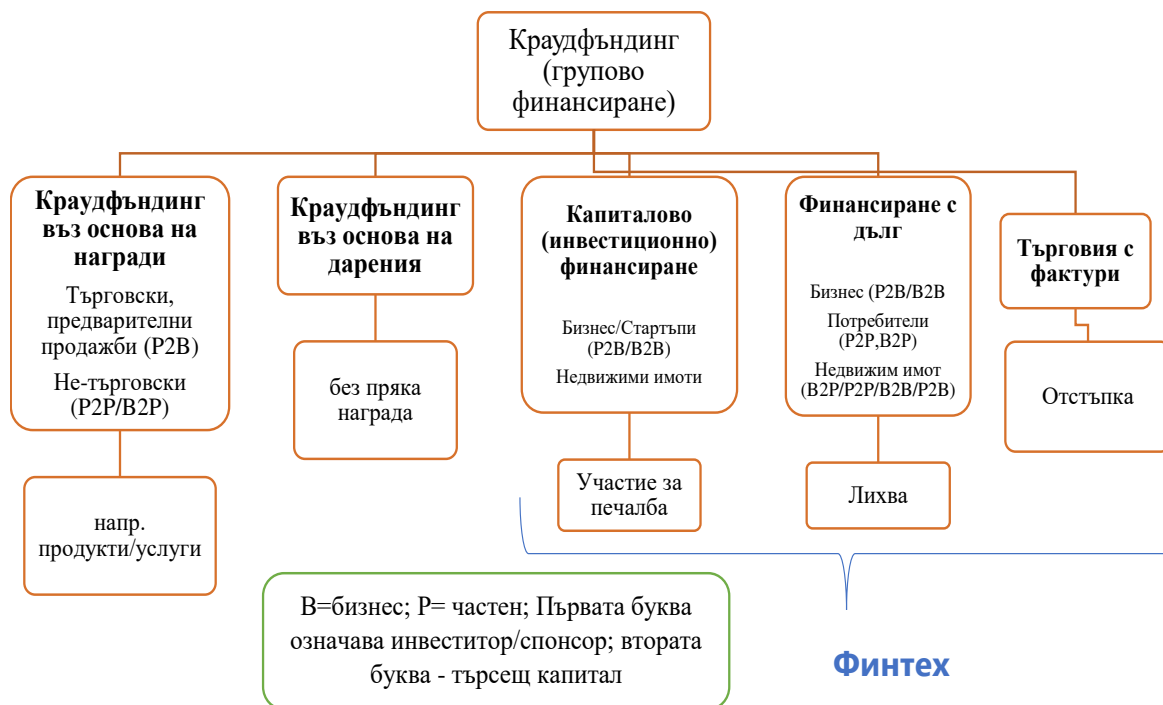 Краудфъндинг
(групово
финансиране)
Краудфъндинг
въз основа на
награди
Търговски,
предварителни
продажби (P2B)
Не-търговски
(P2P/B2P)
напр.
продукти/услуги
Краудфъндинг
въз основа на
дарения
без пряка
награда
Капиталово
(инвестиционно)
финансиране
Бизнес/Стартъпи
(P2B/B2B)
Недвижими имоти
Участие за
печалба
Финансиране с
дълг
Бизнес (P2B/B2B
Потребители
(P2P,B2P)
Недвижим имот
(B2P/P2P/B2B/P2B)
Лихва
Търговия с
фактури
Отстъпка
B=бизнес; P= частен; Първата буква
означава инвеститор/спонсор; втората
буква - търсещ капитал
Финтех